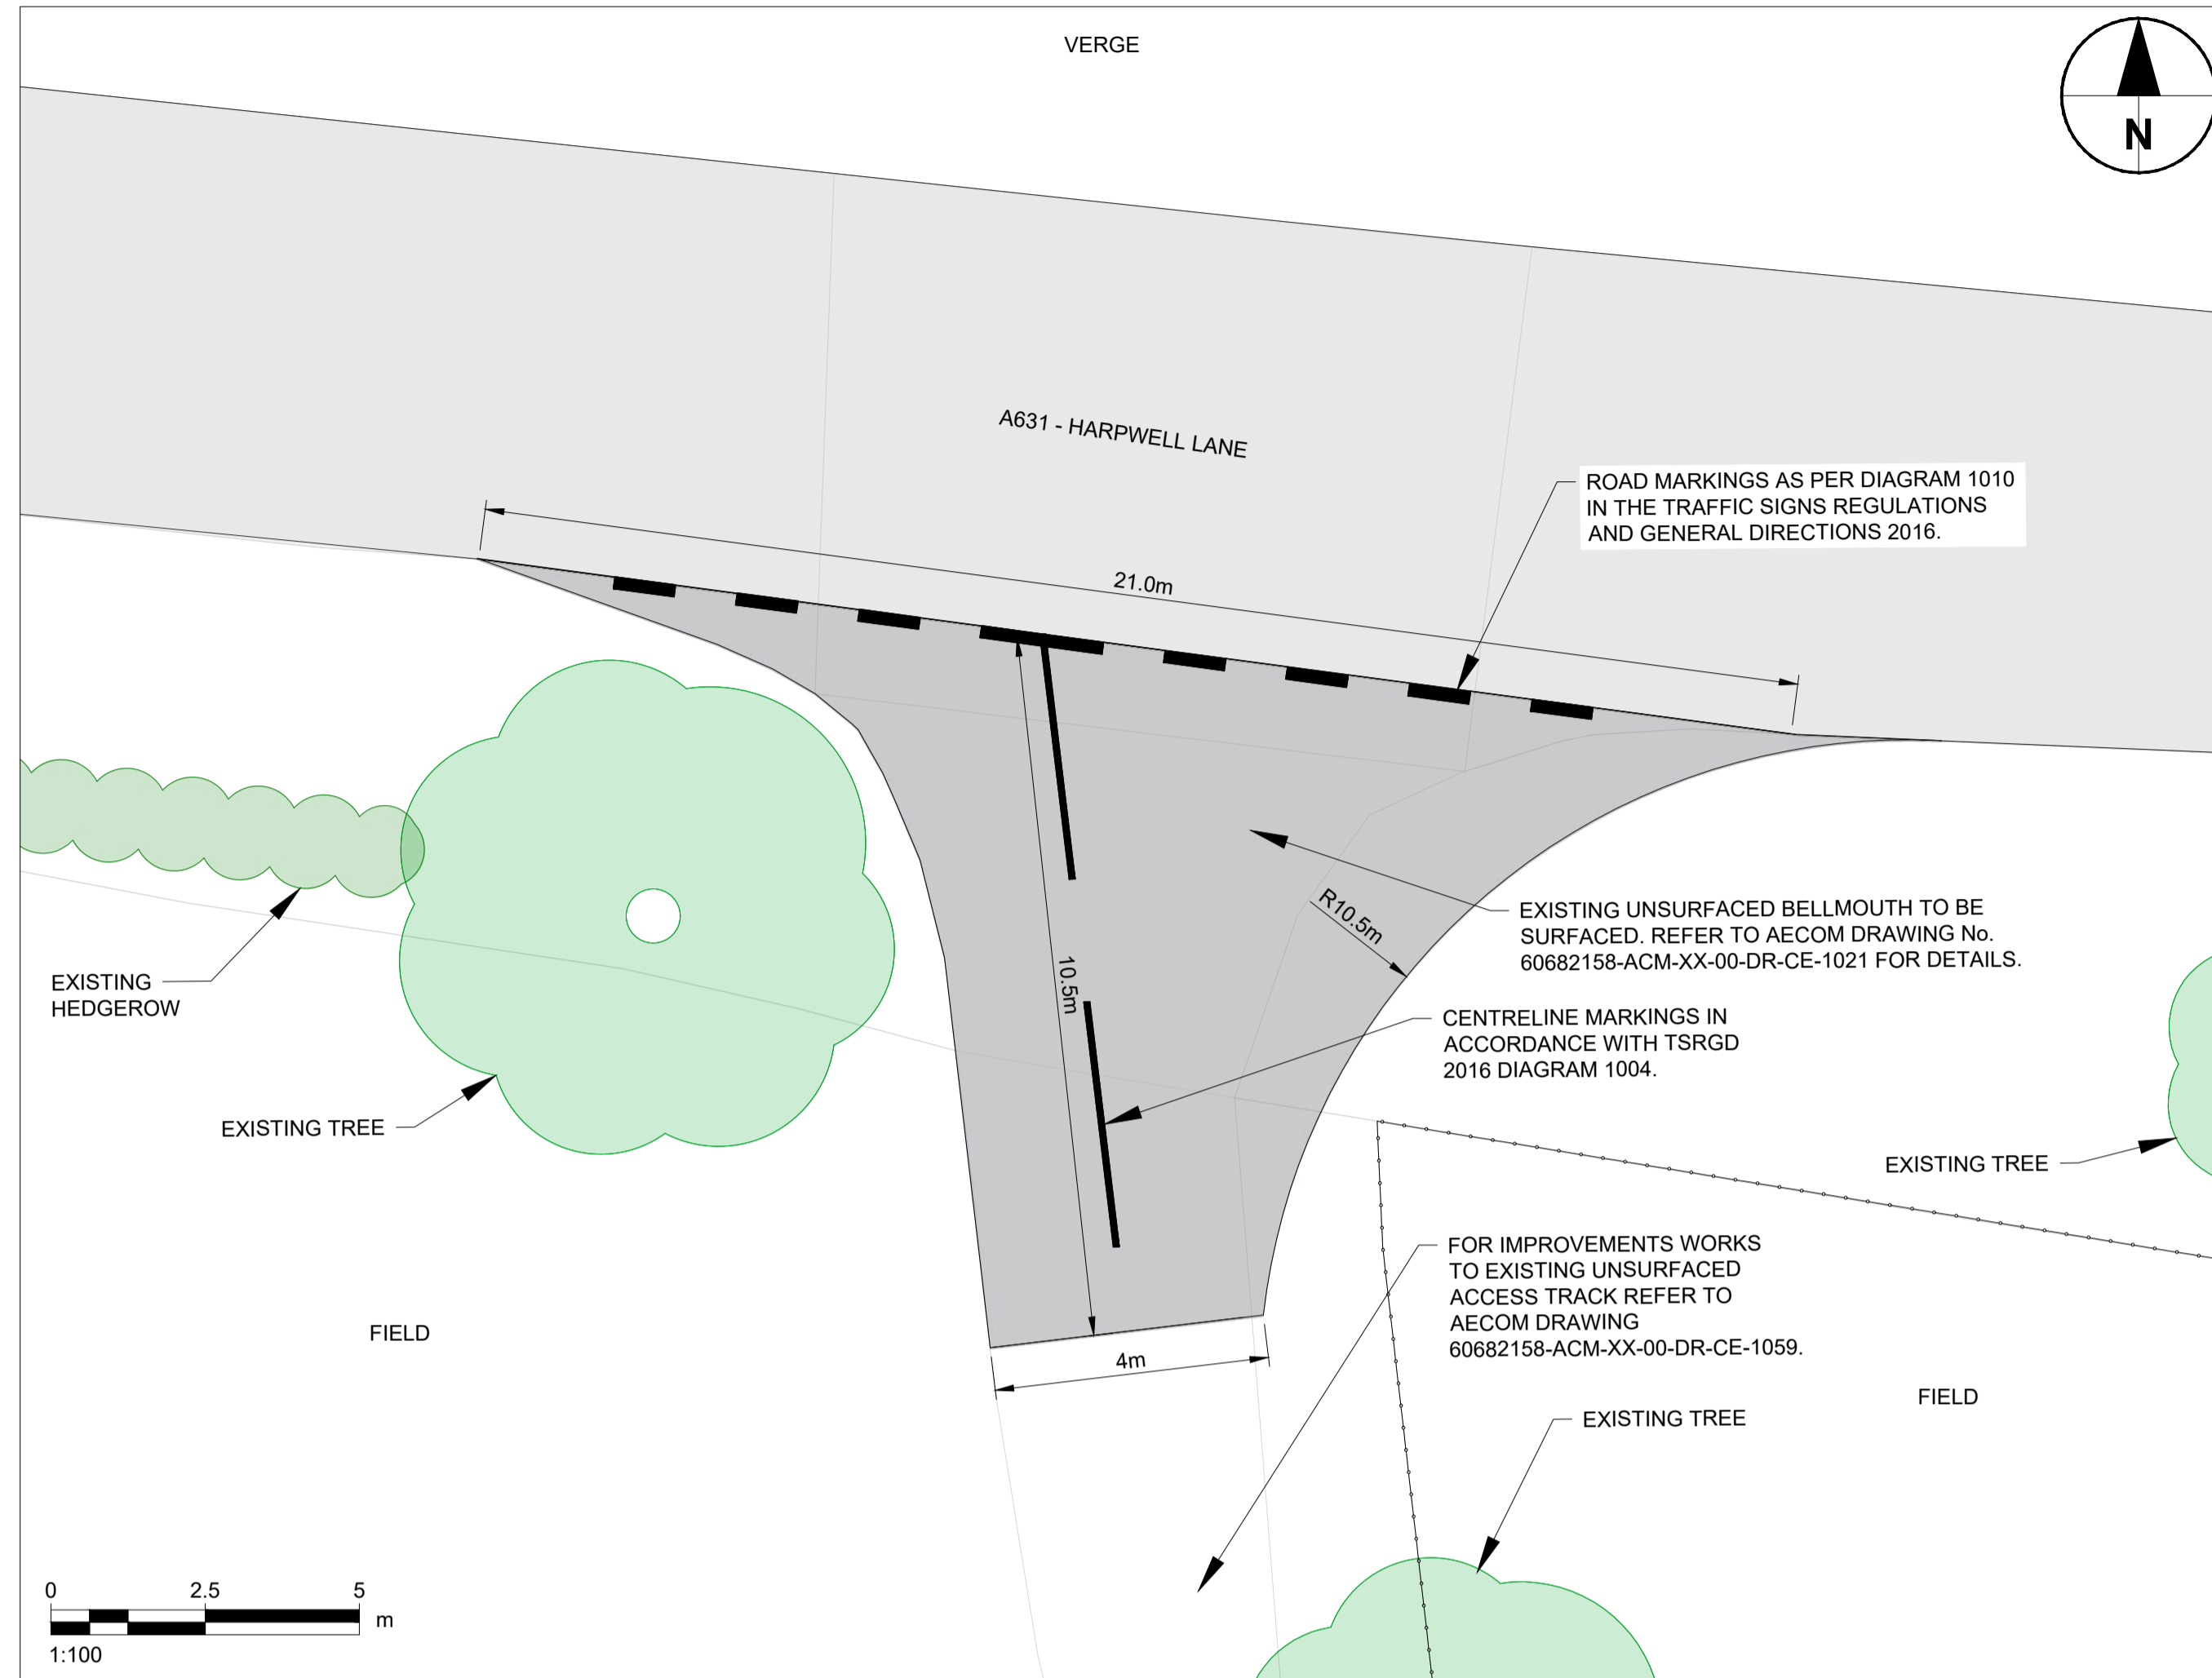 VERGE
N
A631 - HARPWELL LANE
ROAD MARKINGS AS PER DIAGRAM 1010
IN THE TRAFFIC SIGNS REGULATIONS
AND GENERAL DIRECTIONS 2016.
21.0m
R10.5m
EXISTING UNSURFACED BELLMOUTH TO BE
SURFACED. REFER TO AECOM DRAWING No.
60682158-ACM-XX-00-DR-CE-1021 FOR DETAILS.
10.5m
EXISTING
HEDGEROW
CENTRELINE MARKINGS IN
ACCORDANCE WITH TSRGD
2016 DIAGRAM 1004.
EXISTING TREE
EXISTING TREE
FOR IMPROVEMENTS WORKS
TO EXISTING UNSURFACED
ACCESS TRACK REFER TO
AECOM DRAWING
60682158-ACM-XX-00-DR-CE-1059.
FIELD
4m
FIELD
EXISTING TREE
0 2.5 5
m
1:100